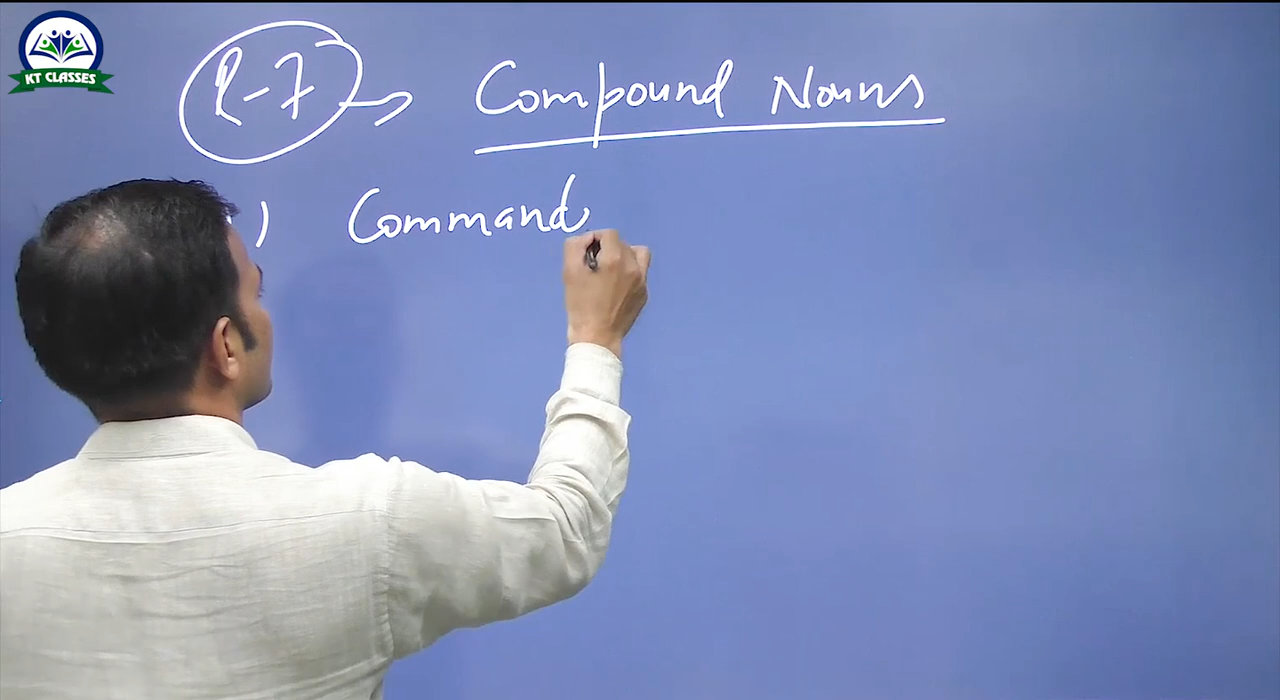 KT CLASSES
R-7 → Compound Nouns
1) Command